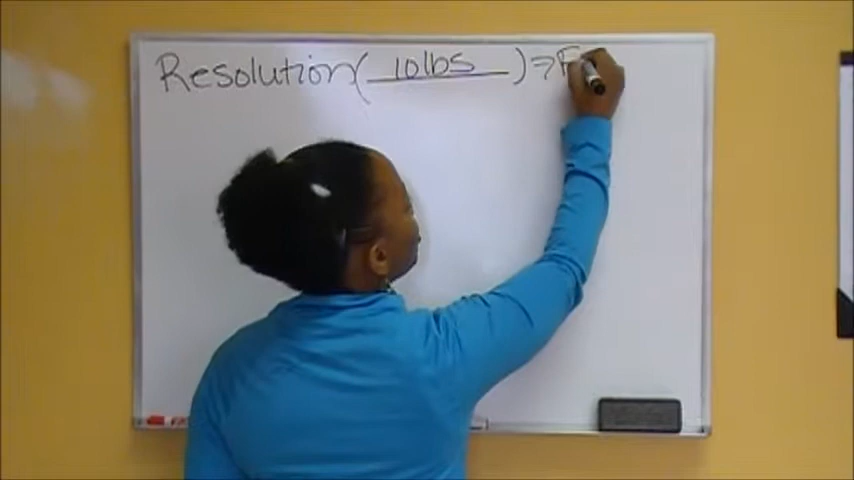 Resolution( 10lbs ) => F